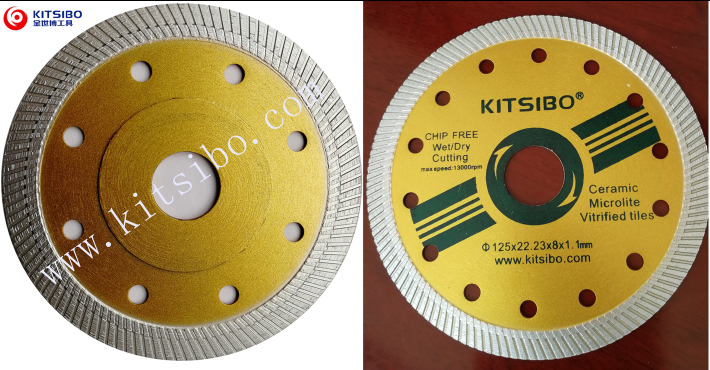 KITSIBO
金世博工具
www.kitsibo.com
KITSIBO®
CHIP FREE
Wet/Dry
Cutting
max speed:13000rpm
Ceramic
Microlite
Vitrified tiles
Φ125x22.23x8x1.1mm
www.kitsibo.com